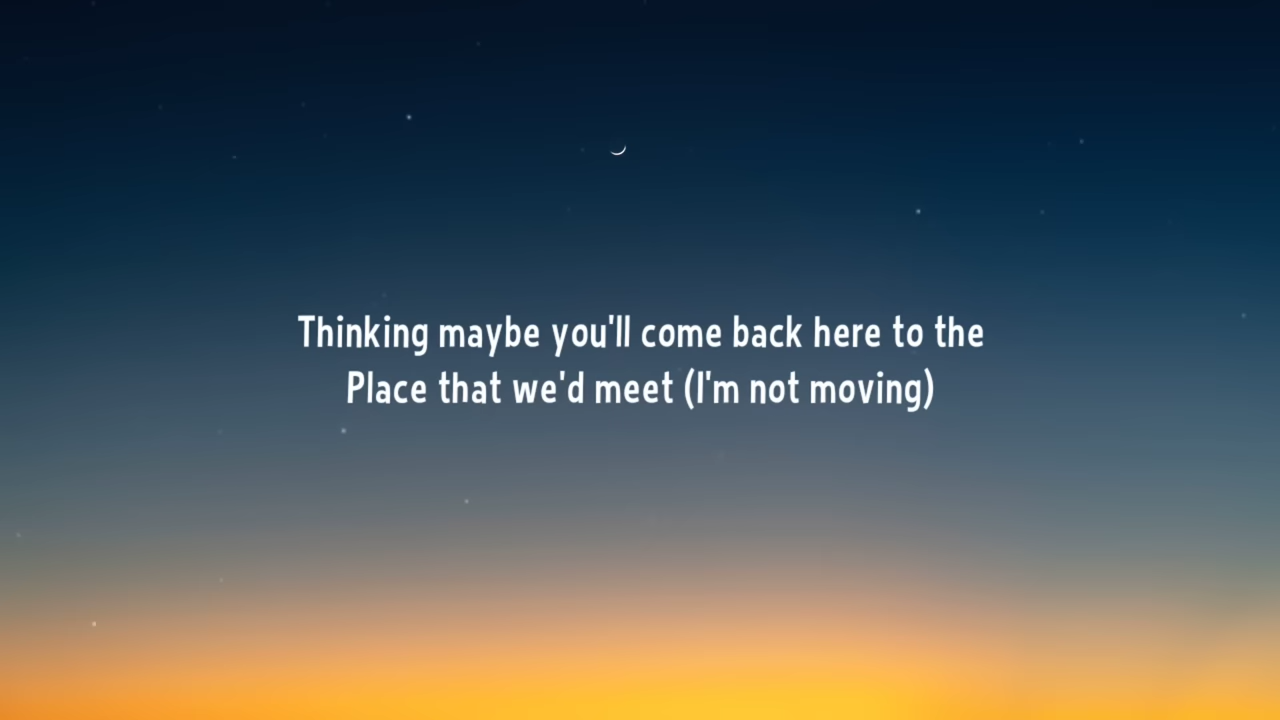 Thinking maybe you'll come back here to the
Place that we'd meet (I'm not moving)